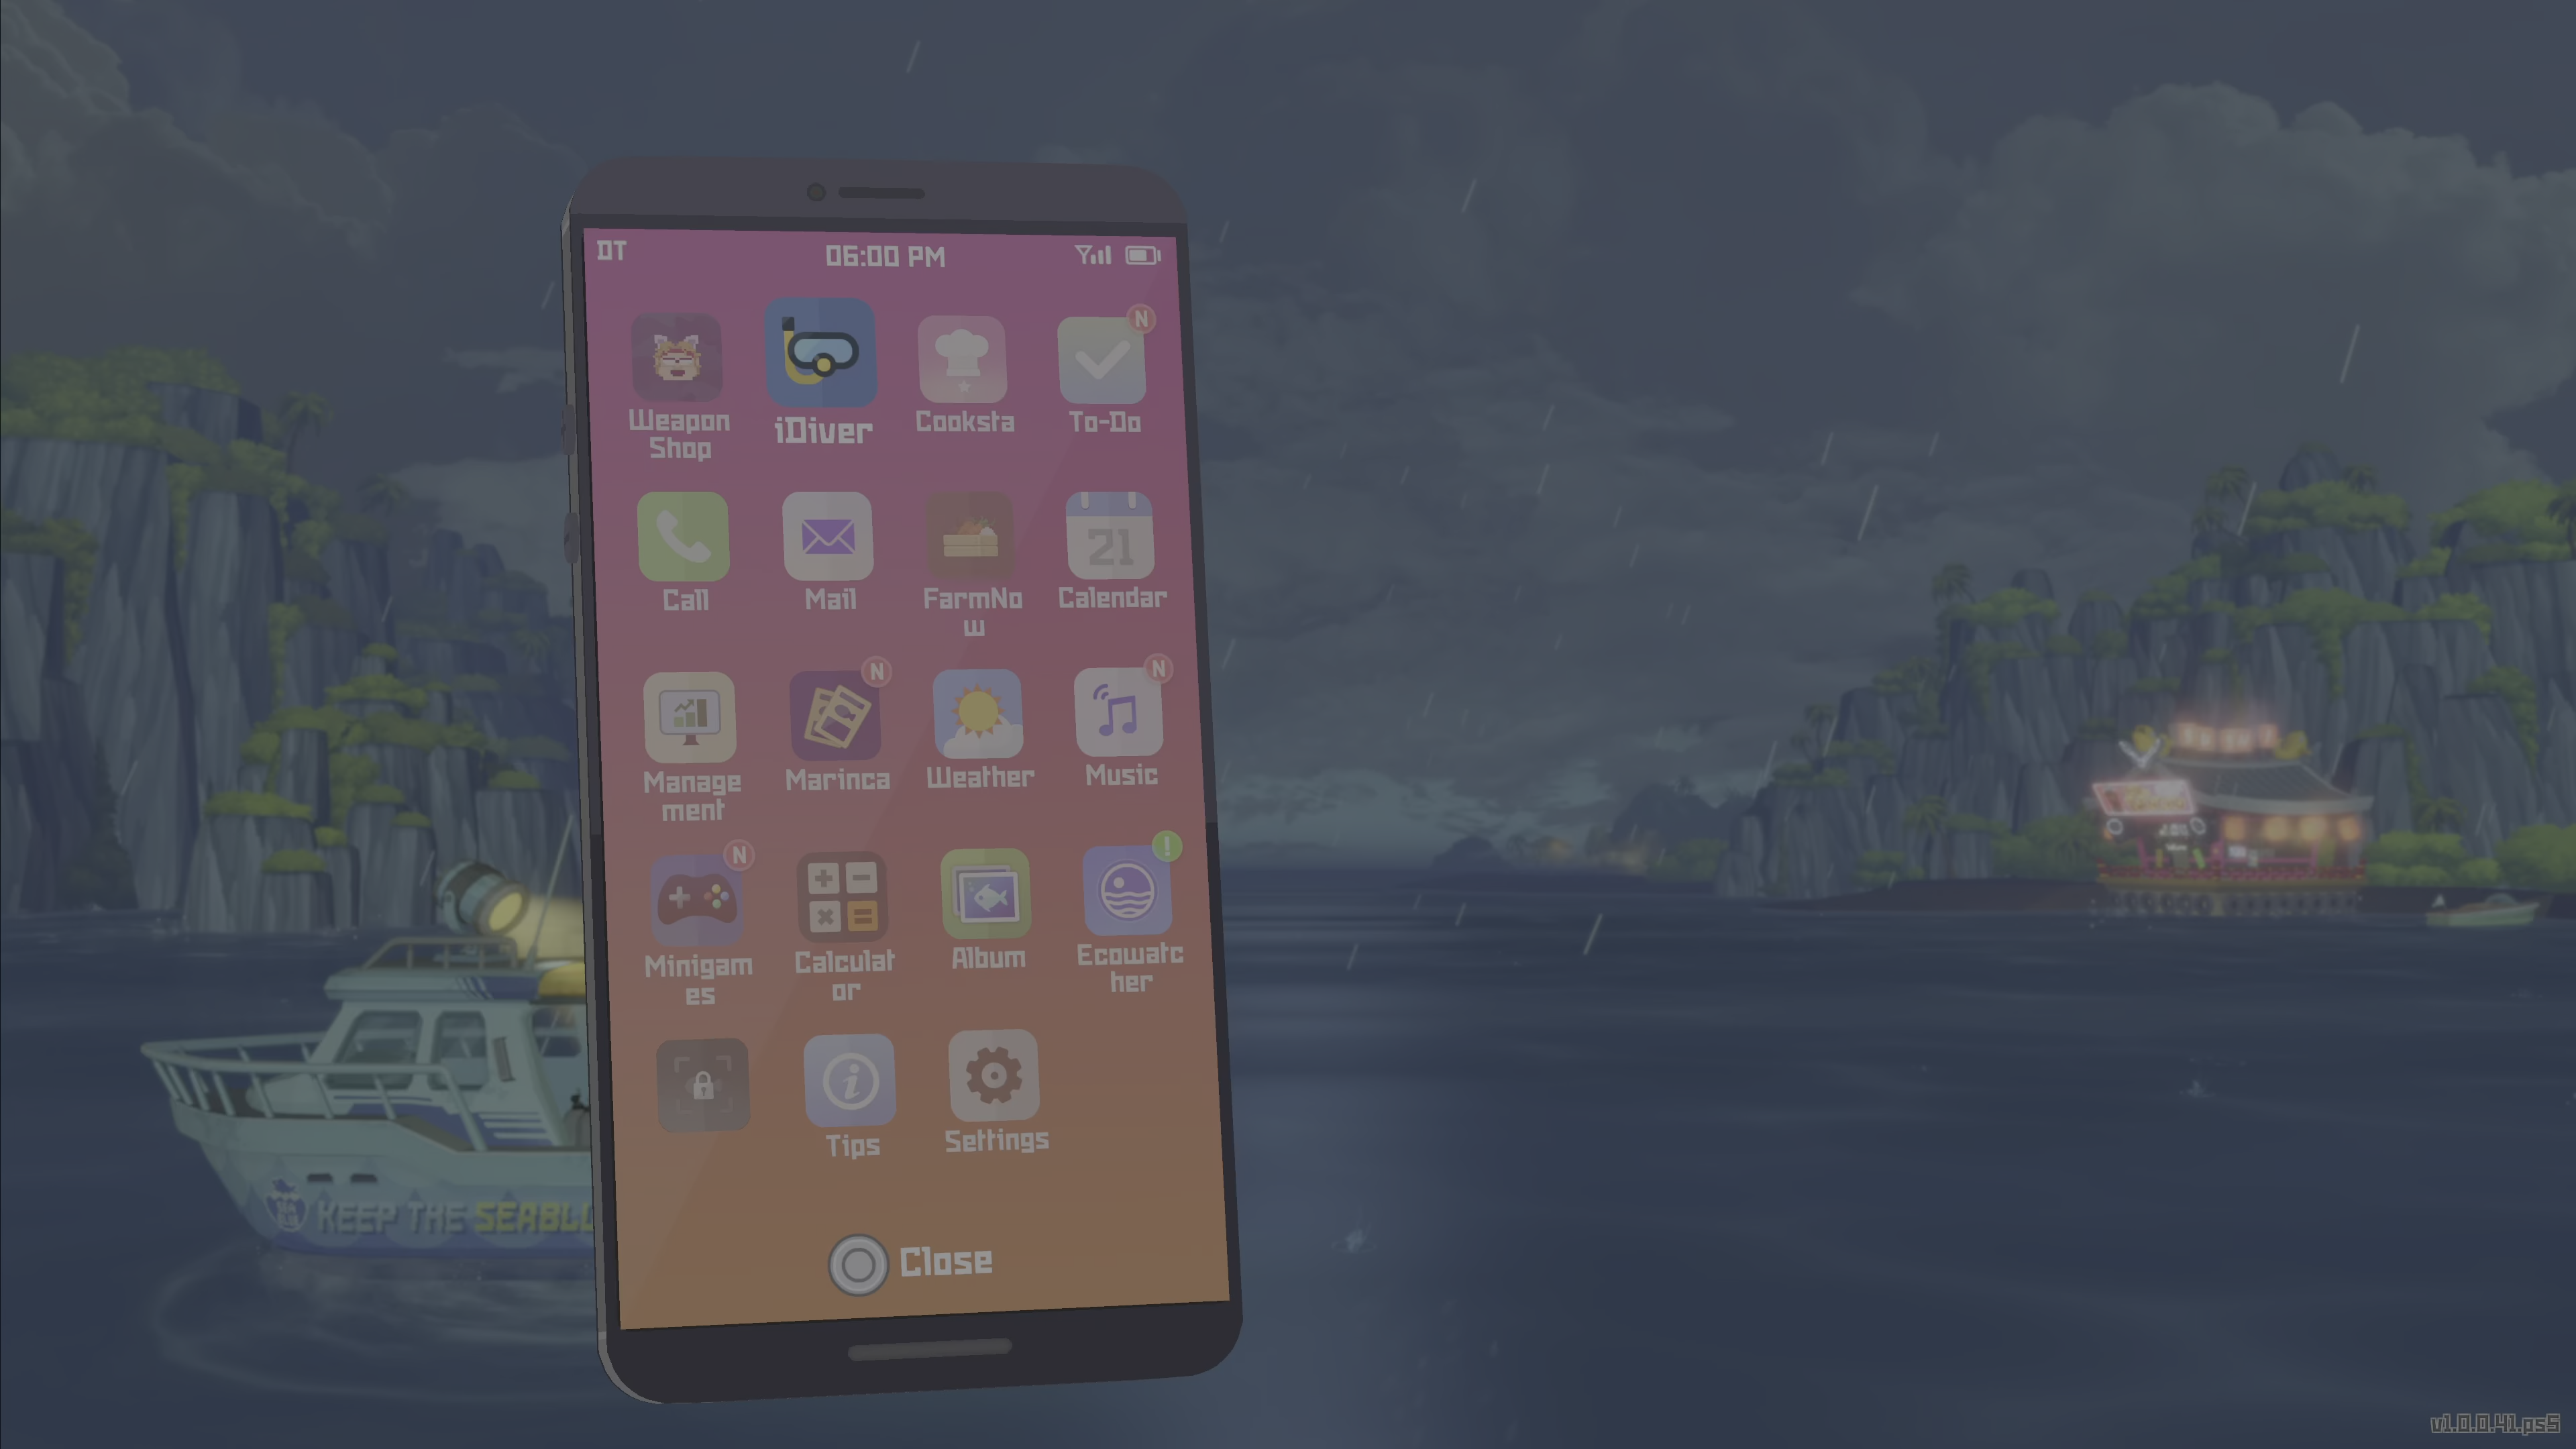 DT
06:00 PM
N
Weapon
Shop
iDiver
Cooksta
To-Do
21
Call
Mail
FarmNo
w
Calendar
N
N
Manage
ment
Marinca
Weather
Music
N
!
Minigam
es
Calculat
or
Album
Ecowatc
her
Tips
Settings
KEEP THE SEABLU
Close
v1.0.0.41.ps5